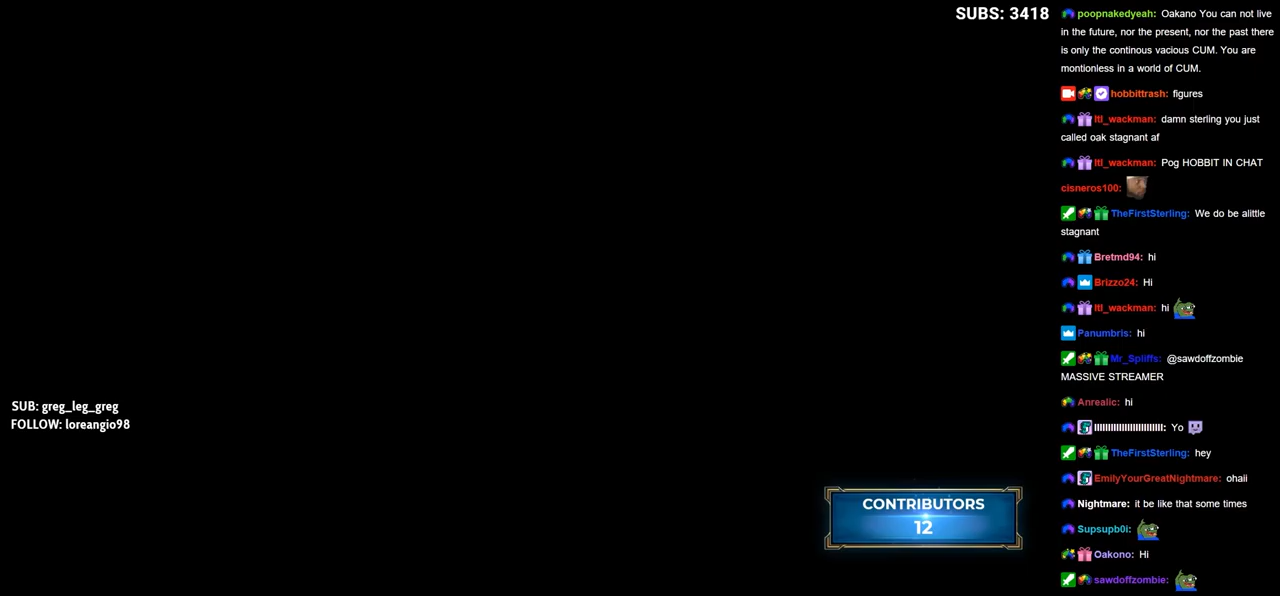 SUBS: 3418
poopnakedyeah: Oakano You can not live
in the future, nor the present, nor the past there
is only the continous vacious CUM. You are
montionless in a world of CUM.
hobbittrash: figures
ltl_wackman: damn sterling you just
called oak stagnant af
ltl_wackman: Pog HOBBIT IN CHAT
cisneros100:
TheFirstSterling: We do be alittle
stagnant
Bretmd94: hi
Brizzo24: Hi
ltl_wackman: hi
Panumbris: hi
Mr_Spliffs: @sawdoffzombie
MASSIVE STREAMER
Anrealic: hi
Yo
TheFirstSterling: hey
EmilyYourGreatNightmare: ohaii
Nightmare: it be like that some times
Supsupb0i:
Oakono: Hi
sawdoffzombie:
SUB: greg_leg_greg
FOLLOW: loreangio98
CONTRIBUTORS
12